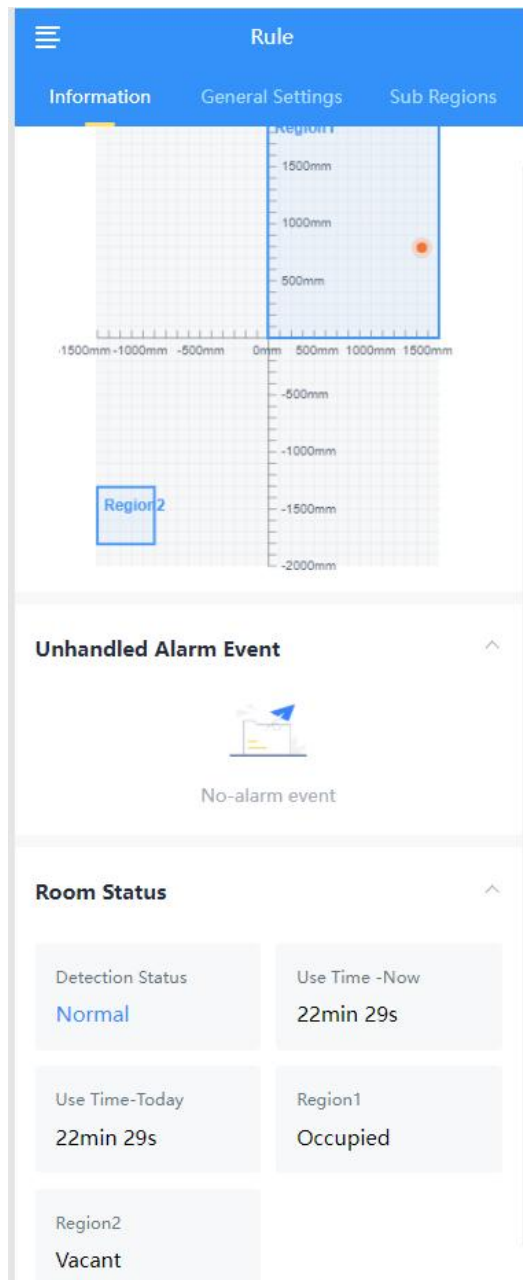 Rule
Information General Settings Sub Regions
Region1
1500mm
1000mm
500mm
-1500mm -1000mm -500mm 0mm 500mm 1000mm 1500mm
-500mm
-1000mm
Region2
-1500mm
-2000mm
Unhandled Alarm Event
No-alarm event
Room Status
Detection Status
Normal
Use Time -Now
22min 29s
Use Time-Today
22min 29s
Region1
Occupied
Region2
Vacant